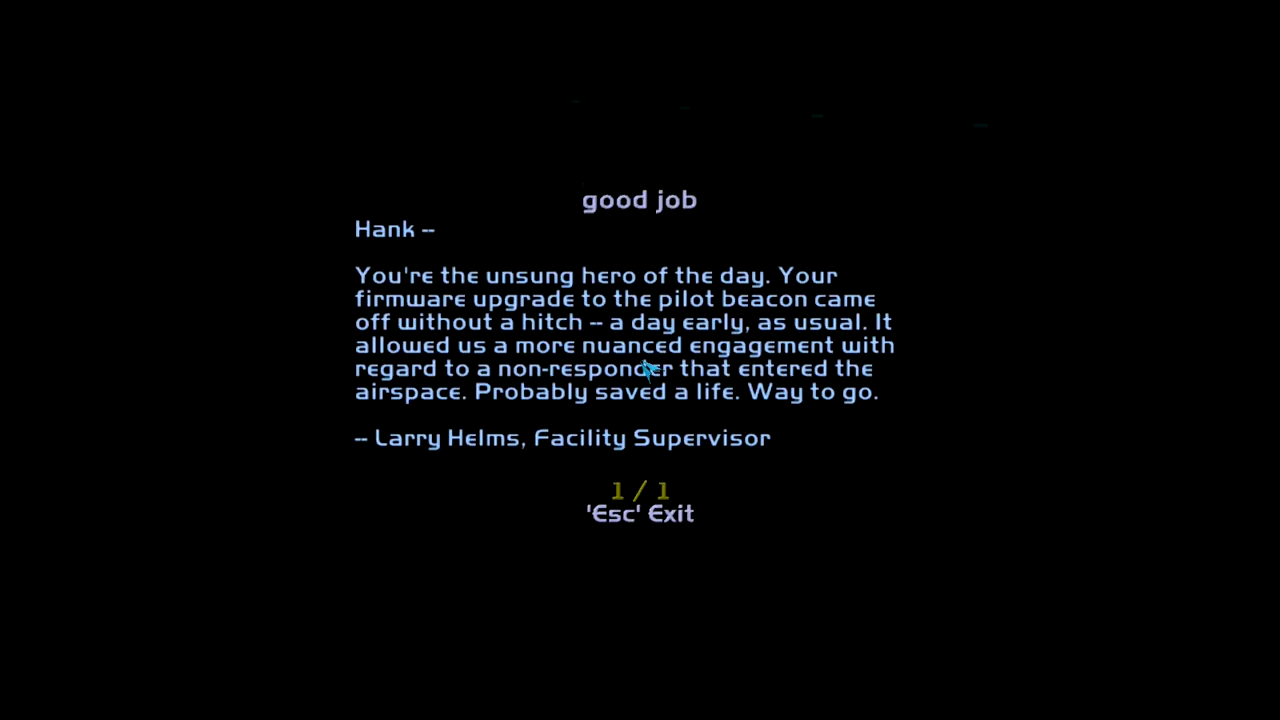 good job
Hank --
You're the unsung hero of the day. Your
firmware upgrade to the pilot beacon came
off without a hitch -- a day early, as usual. It
allowed us a more nuanced engagement with
regard to a non-responder that entered the
airspace. Probably saved a life. Way to go.
-- Larry Helms, Facility Supervisor
1 / 1
'Esc' Exit